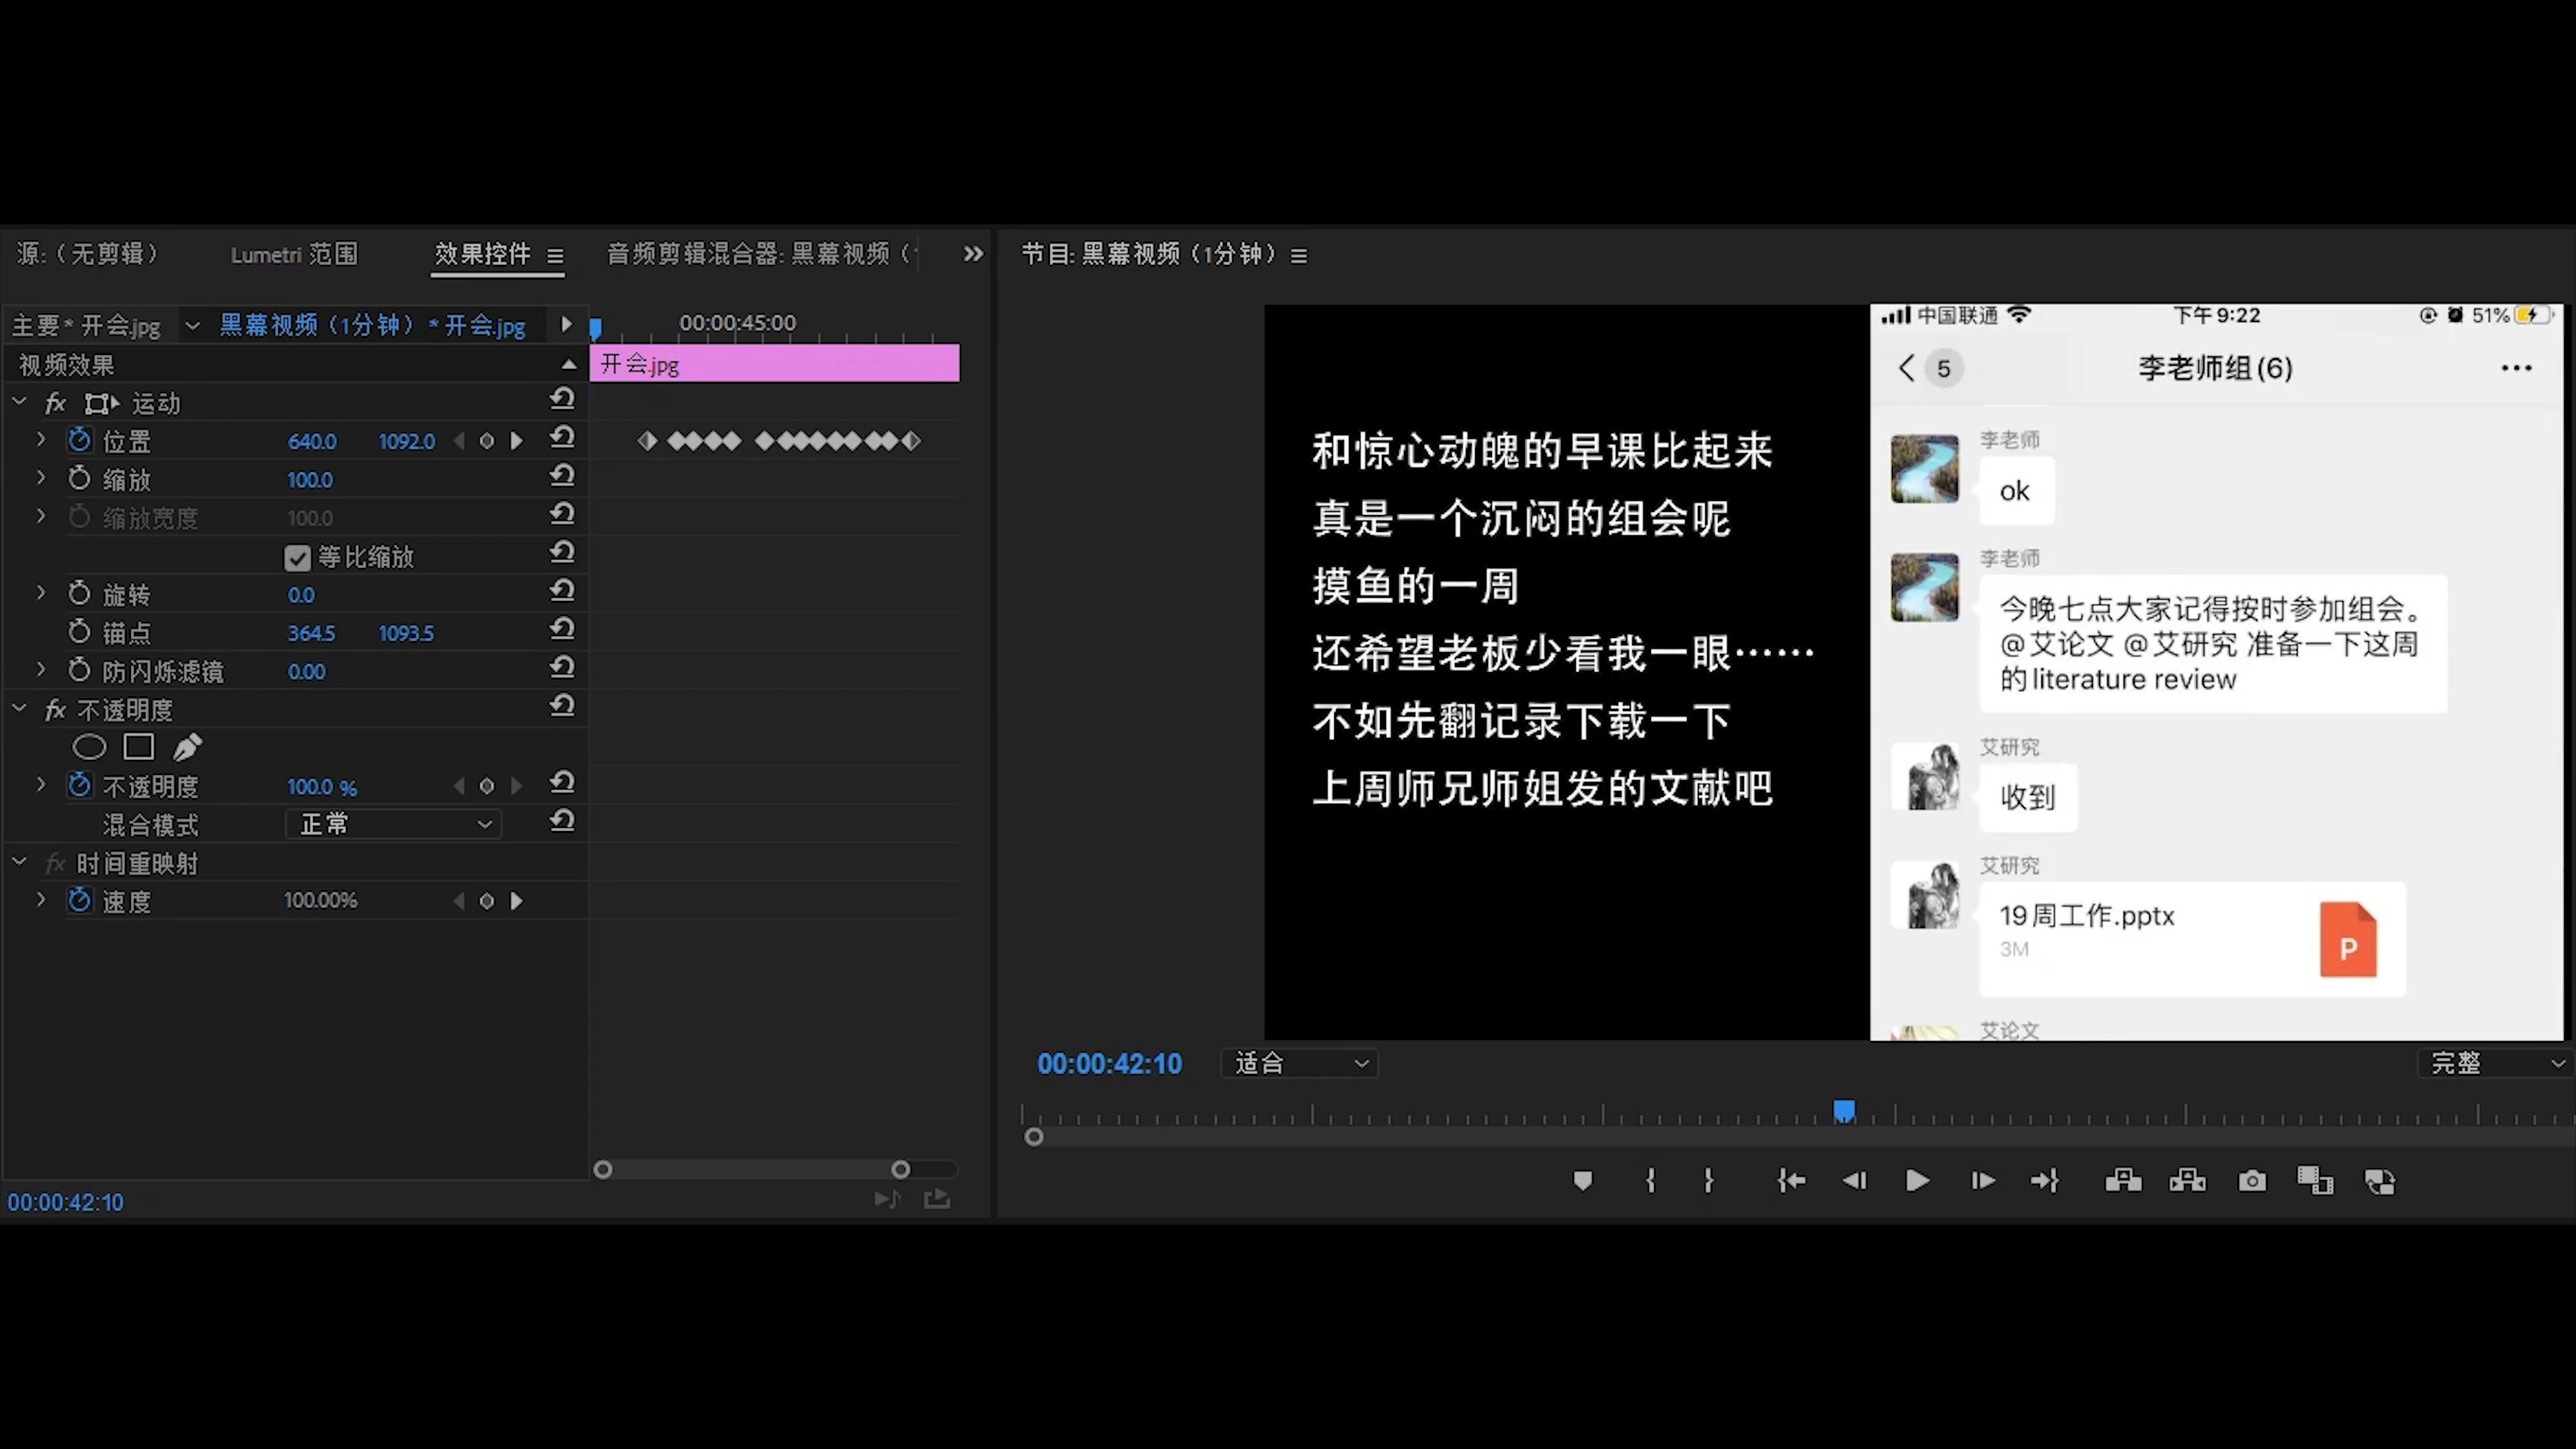 源:（无剪辑）
Lumetri 范围
效果控件
音频剪辑混合器: 黑幕视频（
节目: 黑幕视频（1分钟）
主要 * 开会.jpg
黑幕视频（1分钟） * 开会.jpg
00:00:45:00
视频效果
开会.jpg
fx 运动
位置 640.0 1092.0
缩放 100.0
缩放宽度 100.0
等比缩放
旋转 0.0
锚点 364.5 1093.5
防闪烁滤镜 0.00
fx 不透明度
不透明度 100.0 %
混合模式 正常
fx 时间重映射
速度 100.00%
00:00:42:10
和惊心动魄的早课比起来
真是一个沉闷的组会呢
摸鱼的一周
还希望老板少看我一眼……
不如先翻记录下载一下
上周师兄师姐发的文献吧
中国联通 下午 9:22 51%
5 李老师组(6)
李老师
ok
李老师
今晚七点大家记得按时参加组会。
@艾论文 @艾研究 准备一下这周
的 literature review
艾研究
收到
艾研究
19周工作.pptx
3M
P
艾论文
00:00:42:10 适合 完整